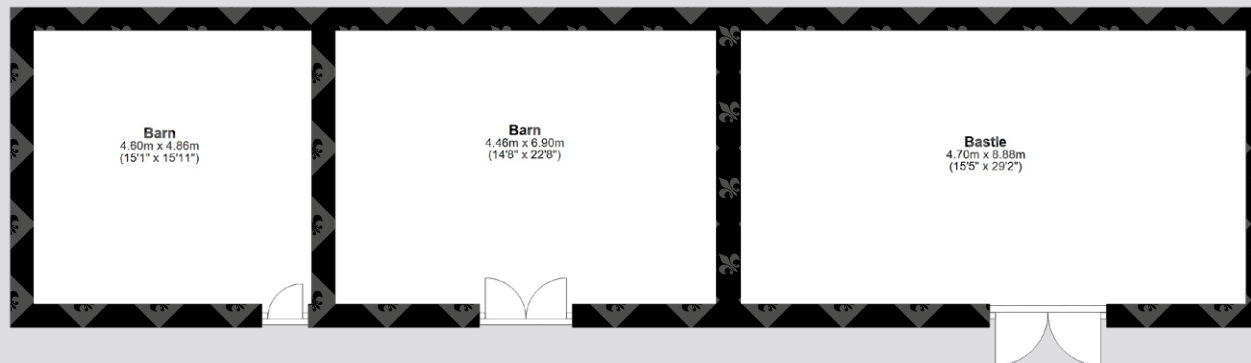 Barn
4.60m x 4.86m
(15'1" x 15'11")
Barn
4.46m x 6.90m
(14'8" x 22'8")
Bastle
4.70m x 8.88m
(15'5" x 29'2")